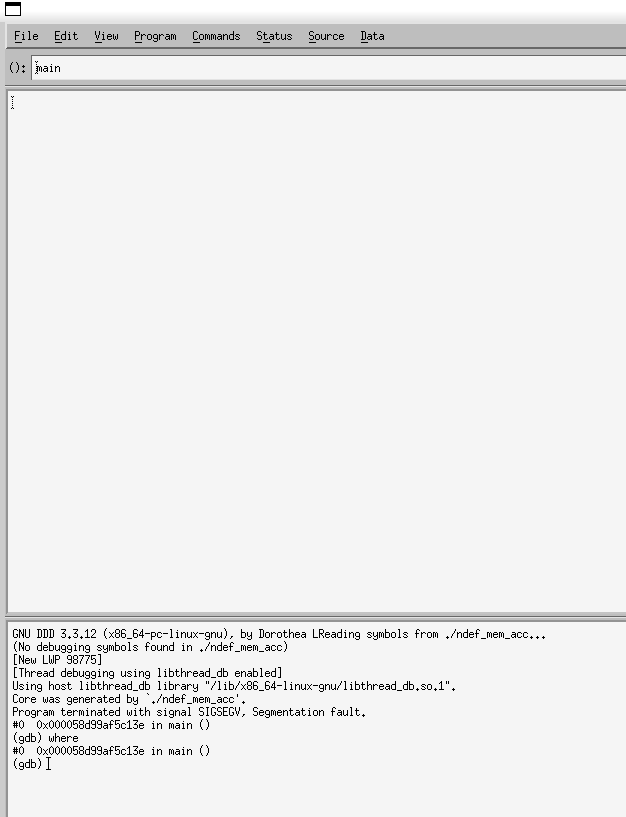 File Edit View Program Commands Status Source Data
(): main
GNU DDD 3.3.12 (x86_64-pc-linux-gnu), by Dorothea LReading symbols from ./ndef_mem_acc...
(No debugging symbols found in ./ndef_mem_acc)
[New LWP 98775]
[Thread debugging using libthread_db enabled]
Using host libthread_db library "/lib/x86_64-linux-gnu/libthread_db.so.1".
Core was generated by `./ndef_mem_acc'.
Program terminated with signal SIGSEGV, Segmentation fault.
#0  0x000058d99af5c13e in main ()
(gdb) where
#0  0x000058d99af5c13e in main ()
(gdb)